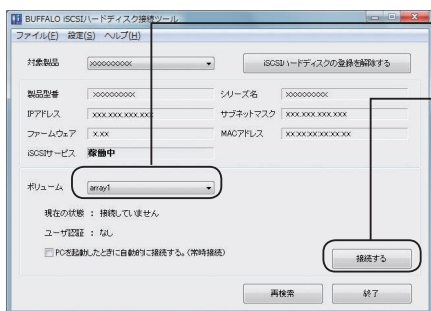 BUFFALO iSCSIハードディスク接続ツール
ファイル(F) 設定(S) ヘルプ(H)
対象製品 xxxxxxxxxx iSCSIハードディスクの登録を解除する
製品型番 xxxxxxxxxx シリーズ名 xxxxxxxxxx
IPアドレス xxx.xxx.xxx.xxx サブネットマスク xxx.xxx.xxx.xxx
ファームウェア x.xx MACアドレス xx:xx:xx:xx:xx:xx
iSCSIサービス 稼働中
ボリューム array1
現在の状態 : 接続していません
ユーザ認証 : なし
PCを起動したときに自動的に接続する。(常時接続)
接続する
再検索 終了